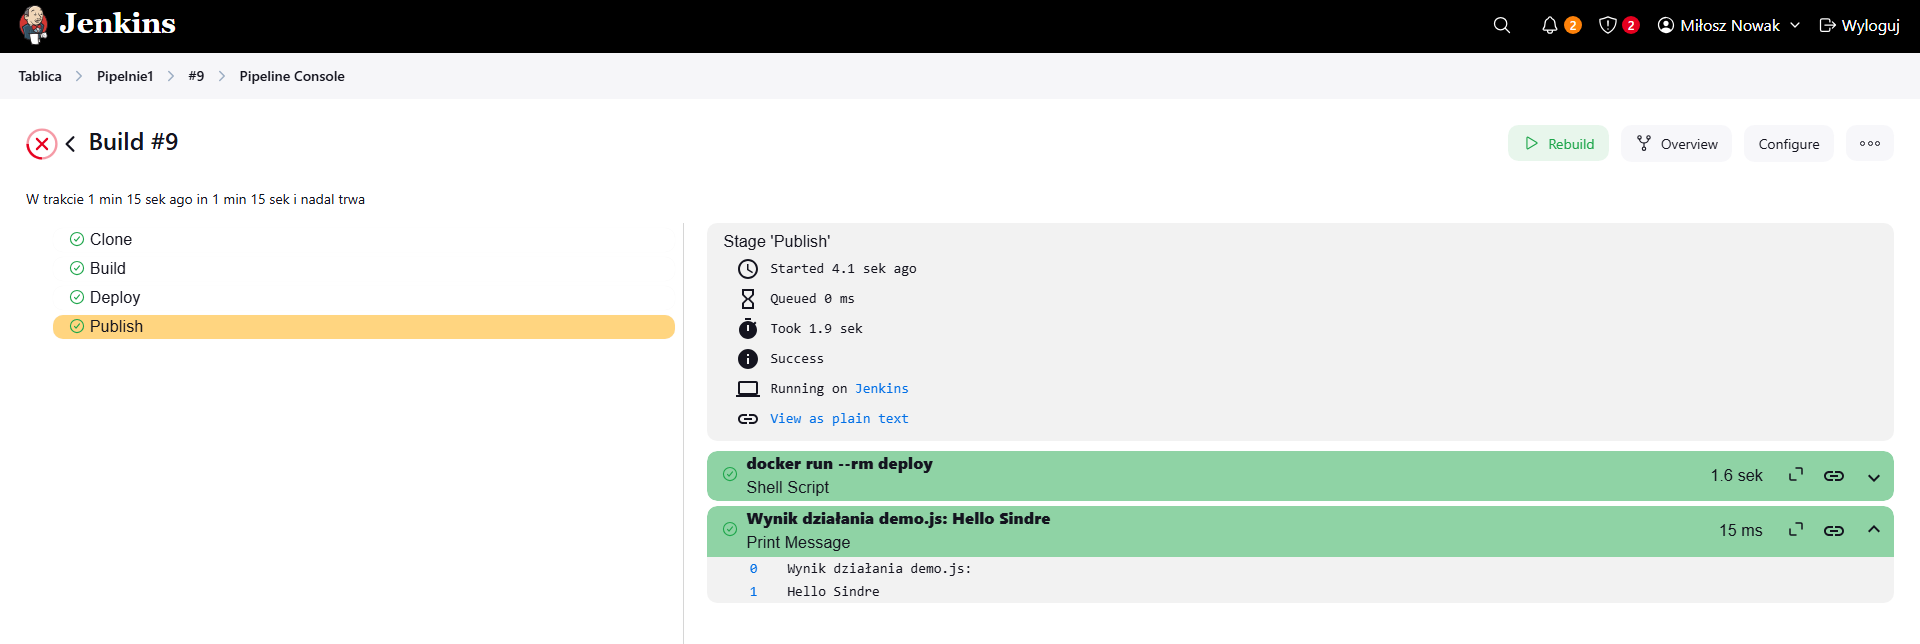 Jenkins
2
2
Miłosz Nowak
Wyloguj
Tablica
Pipelnie1
#9
Pipeline Console
Build #9
Rebuild
Overview
Configure
W trakcie 1 min 15 sek ago in 1 min 15 sek i nadal trwa
Clone
Build
Deploy
Publish
Stage 'Publish'
Started 4.1 sek ago
Queued 0 ms
Took 1.9 sek
Success
Running on Jenkins
View as plain text
docker run --rm deploy
Shell Script
1.6 sek
Wynik działania demo.js: Hello Sindre
Print Message
15 ms
0 Wynik działania demo.js:
1 Hello Sindre